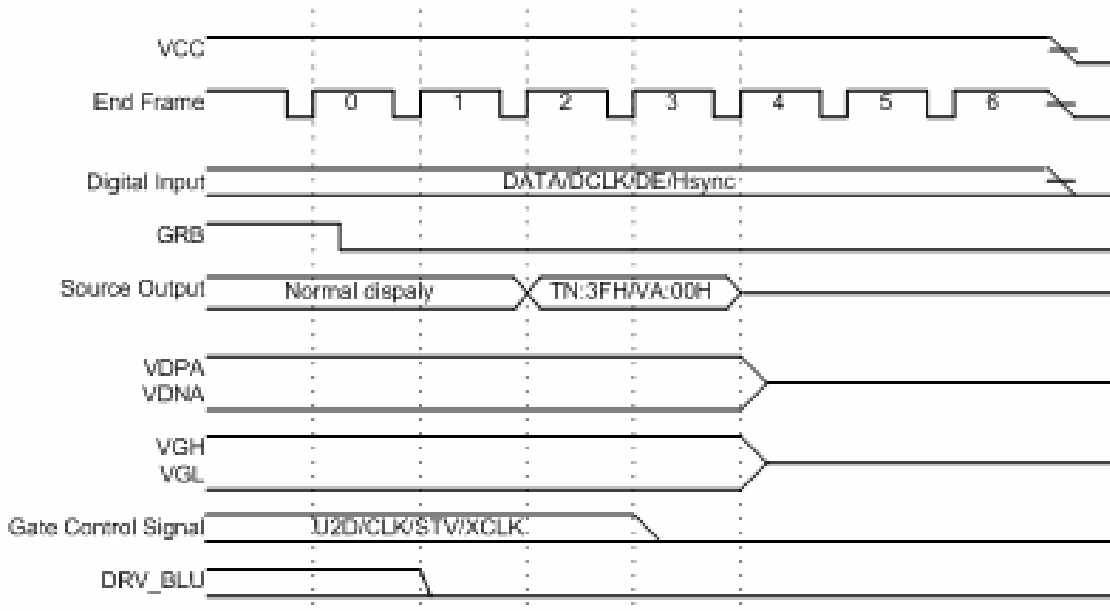 VCC
End Frame 0 1 2 3 4 5 6
Digital Input DATA/DCLK/DE/Hsync
GRB
Source Output Normal dispaly TN:3FH/VA:00H
VDPA
VDNA
VGH
VGL
Gate Control Signal U2D/CLK/STV/XCLK
DRV_BLU